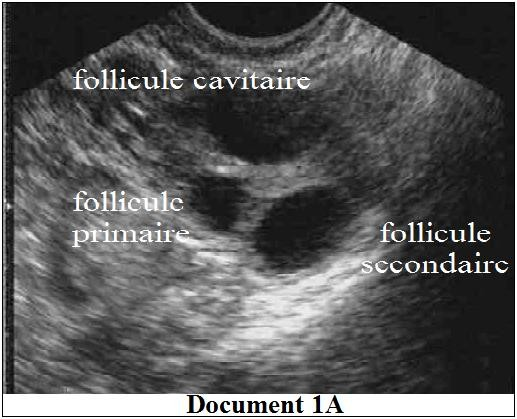 follicule cavitaire
follicule
primaire
follicule
secondaire
Document 1A